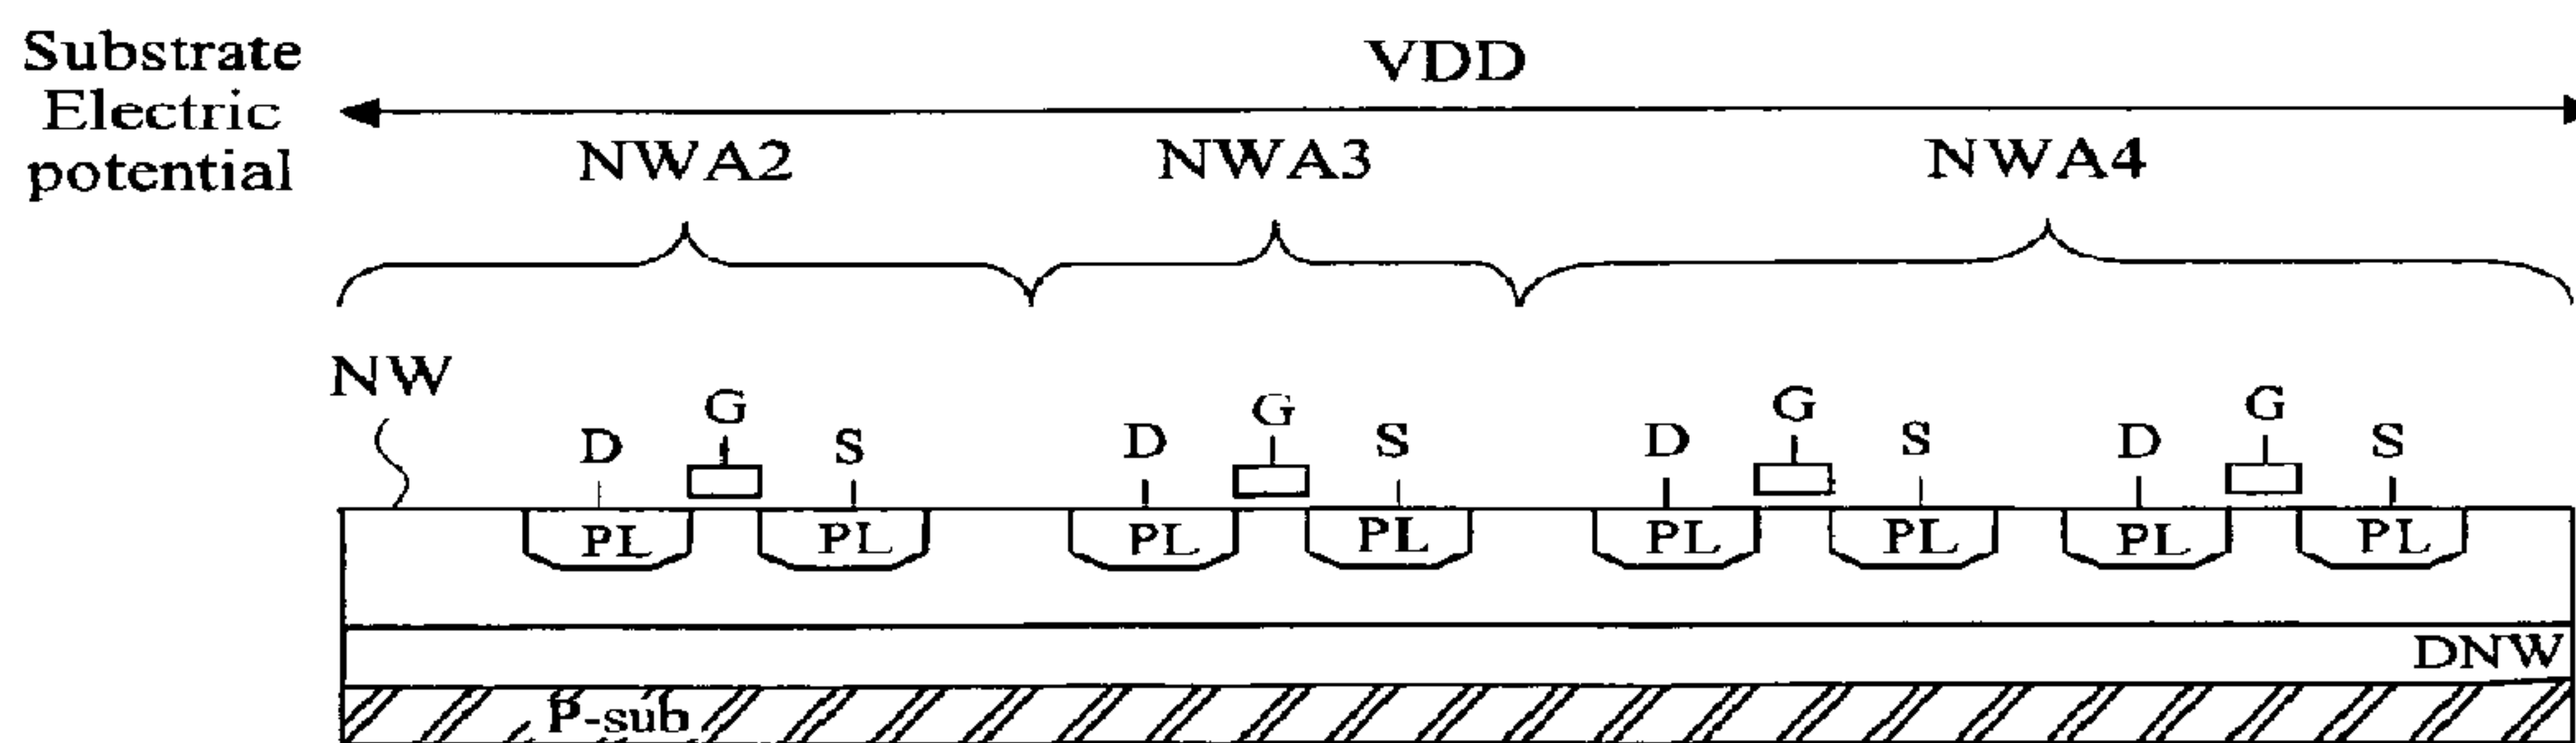 Substrate
Electric
potential
VDD
NWA2 NWA3 NWA4
NW
G G G G
D S D S D S D S
PL PL PL PL PL PL PL PL
DNW
P-sub